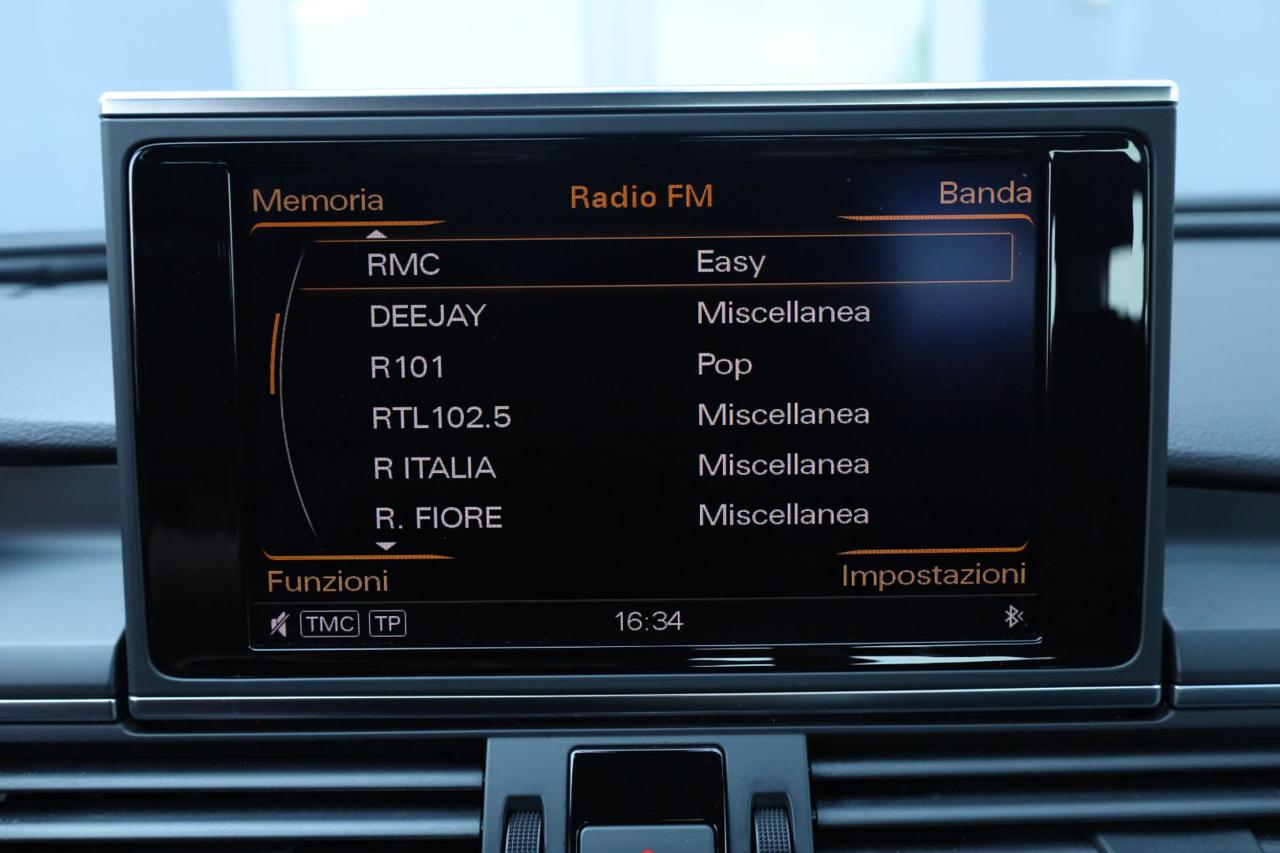 Memoria Radio FM Banda
RMC Easy
DEEJAY Miscellanea
R101 Pop
RTL102.5 Miscellanea
R ITALIA Miscellanea
R. FIORE Miscellanea
Funzioni Impostazioni
TMC TP 16:34